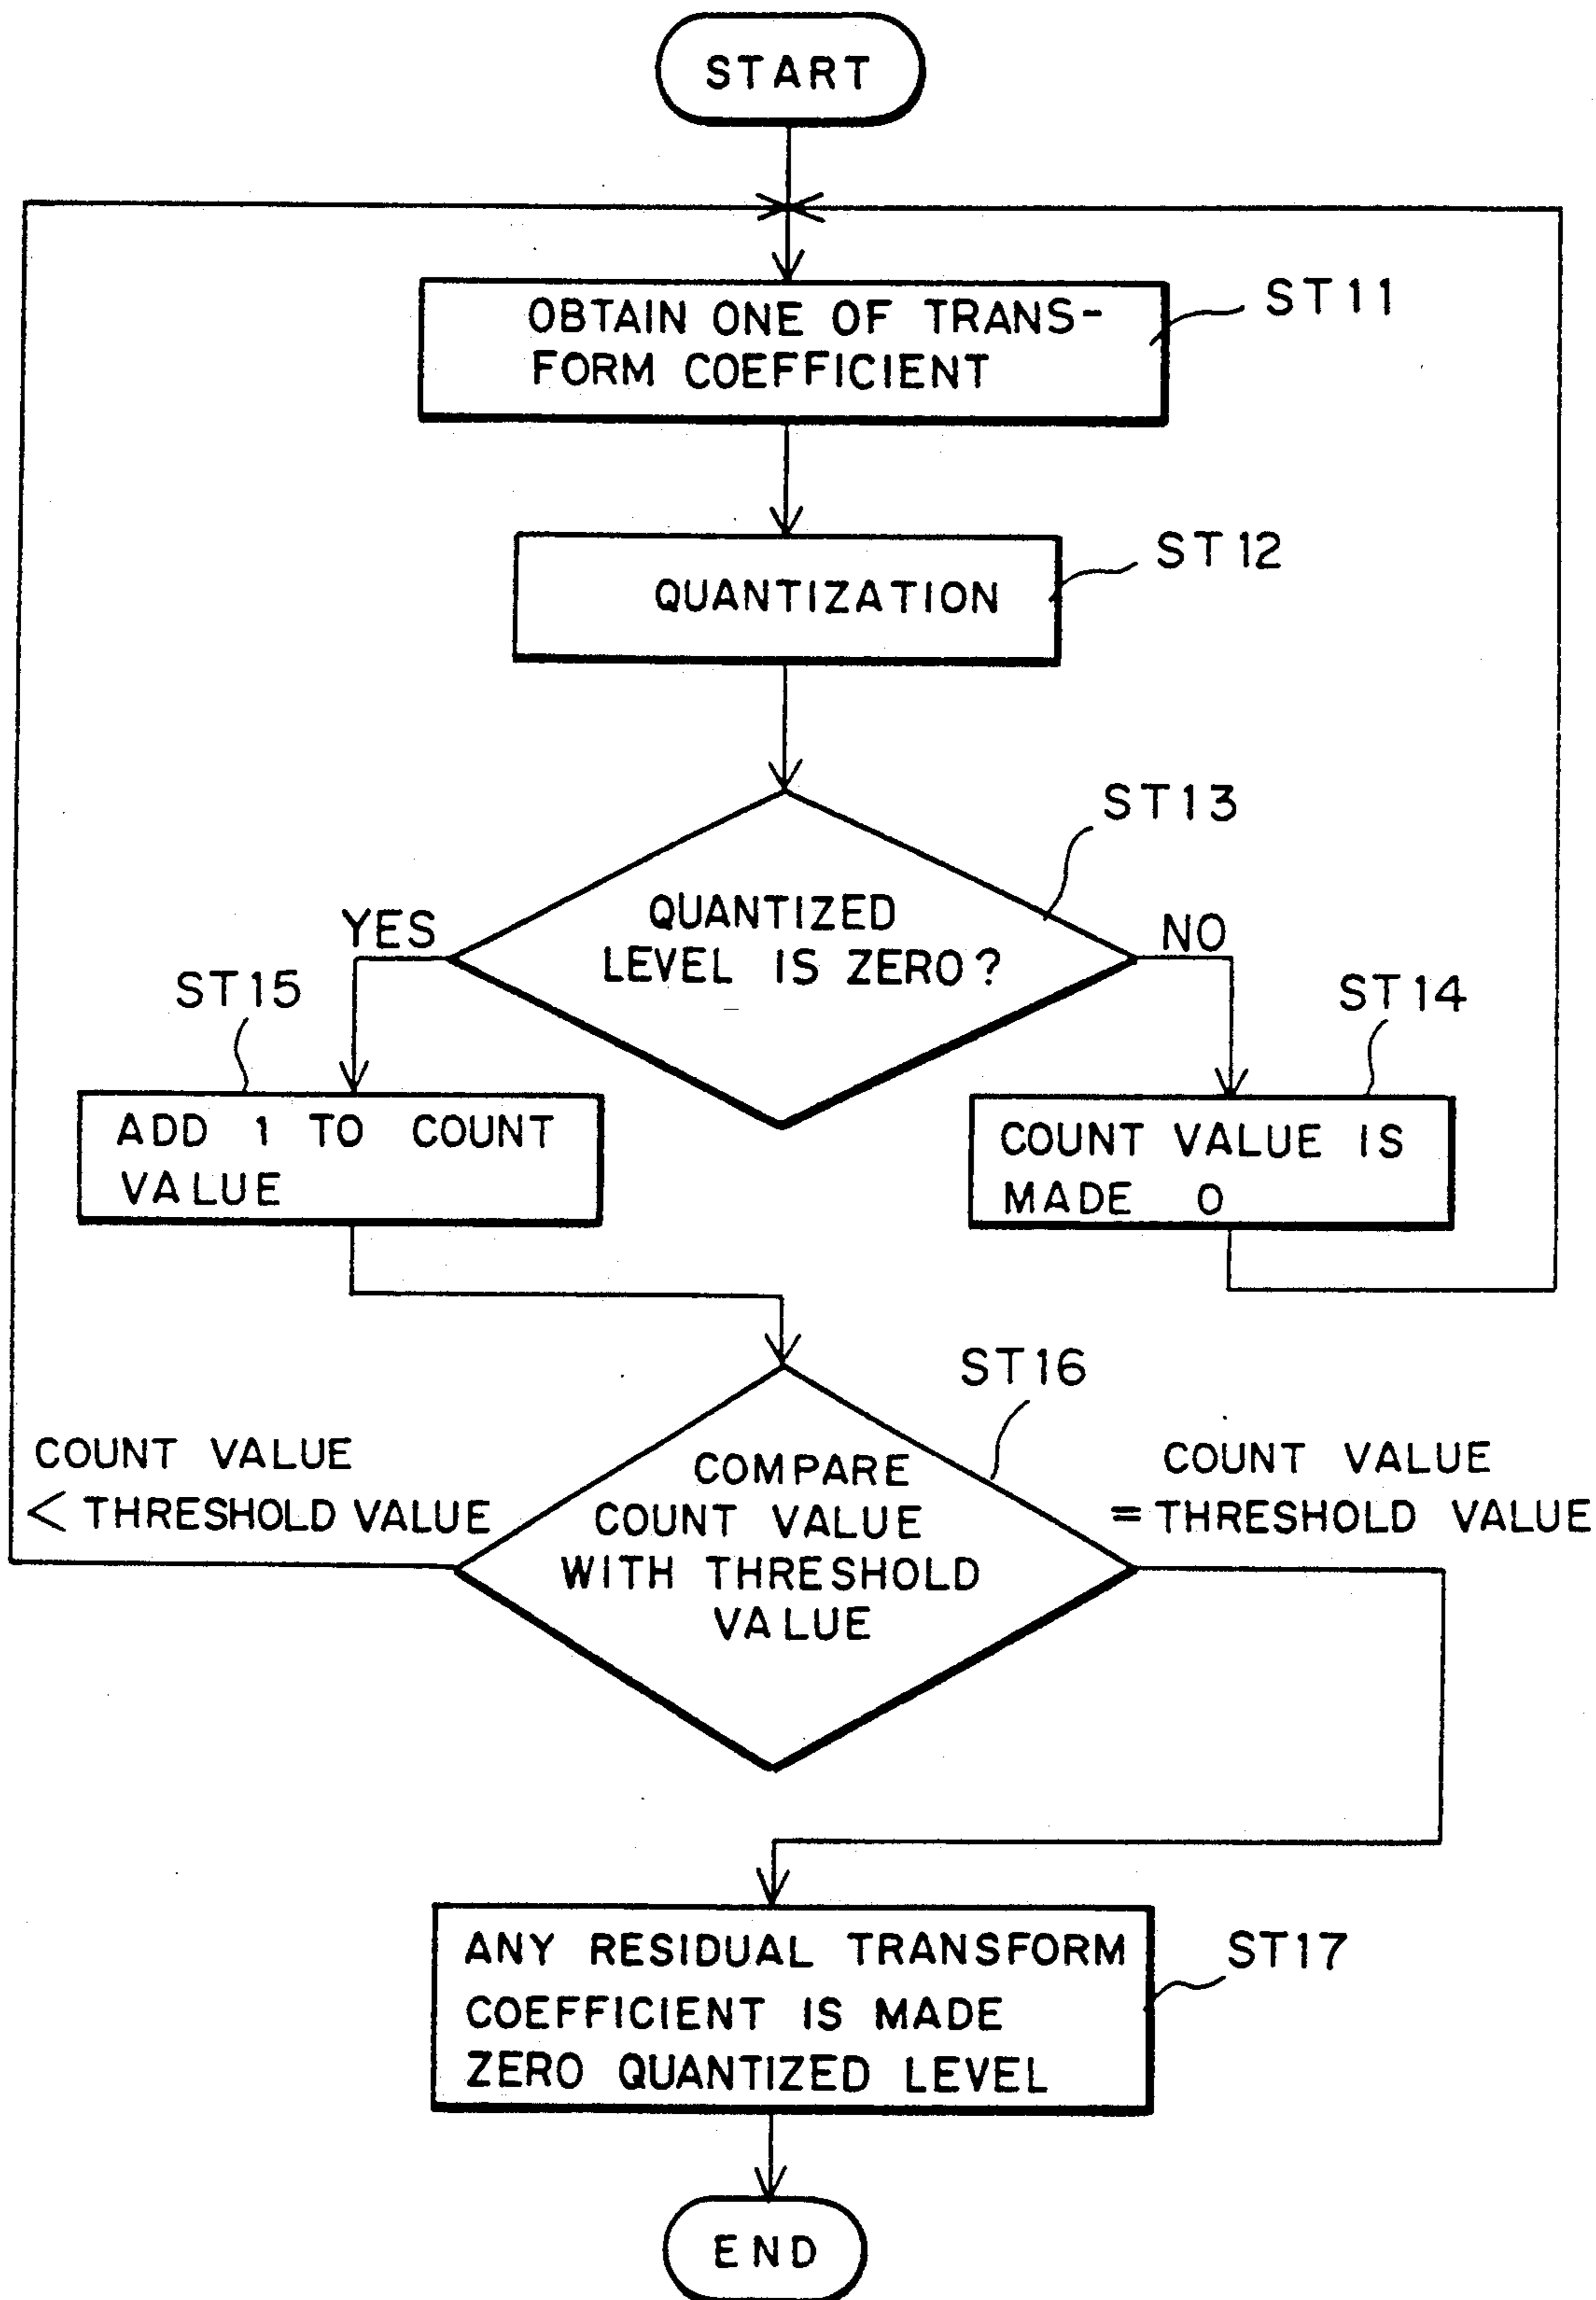 START
OBTAIN ONE OF TRANS-
FORM COEFFICIENT
ST11
QUANTIZATION
ST12
QUANTIZED
LEVEL IS ZERO?
ST13
YES
NO
ST15
ADD 1 TO COUNT
VALUE
ST14
COUNT VALUE IS
MADE 0
ST16
COUNT VALUE
< THRESHOLD VALUE
COMPARE
COUNT VALUE
WITH THRESHOLD
VALUE
COUNT VALUE
= THRESHOLD VALUE
ANY RESIDUAL TRANSFORM
COEFFICIENT IS MADE
ZERO QUANTIZED LEVEL
ST17
END